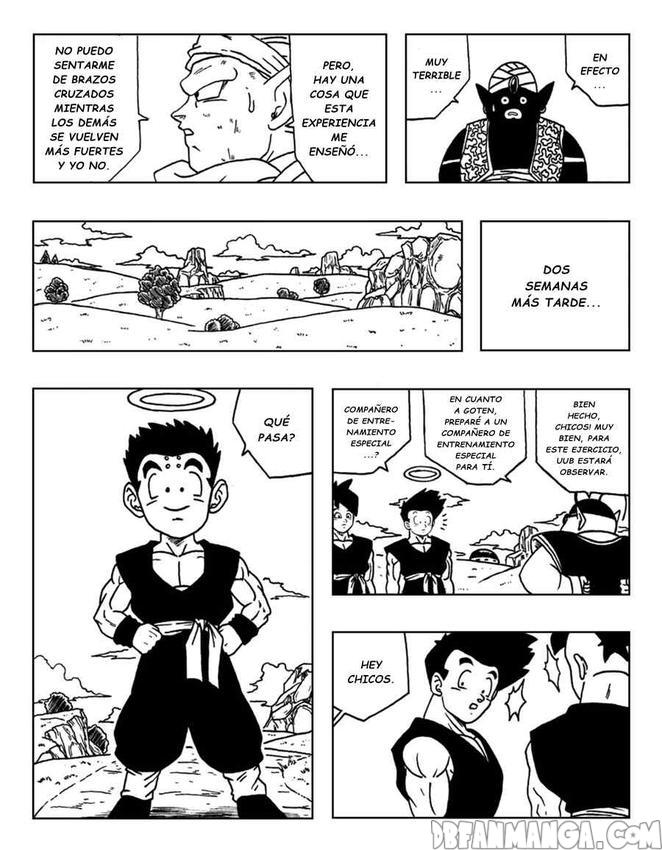 NO PUEDO
SENTARME
DE BRAZOS
CRUZADOS
MIENTRAS
LOS DEMÁS
SE VUELVEN
MÁS FUERTES
Y YO NO.
PERO,
HAY UNA
COSA QUE
ESTA
EXPERIENCIA
ME
ENSEÑÓ...
MUY
TERRIBLE
...
EN
EFECTO
...
DOS
SEMANAS
MÁS TARDE...
QUÉ
PASA?
COMPAÑERO
DE ENTRE-
NAMIENTO
ESPECIAL
...?
EN CUANTO
A GOTEN,
PREPARÉ A UN
COMPAÑERO DE
ENTRENAMIENTO
ESPECIAL
PARA TÍ.
BIEN
HECHO,
CHICOS! MUY
BIEN, PARA
ESTE EJERCICIO,
UUB ESTARÁ
OBSERVAR.
HEY
CHICOS.
DBFANMANGA.COM